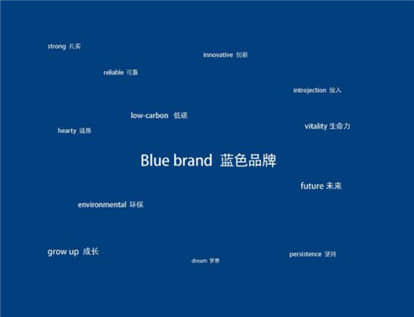 strong 扎实
innovative 创新
reliable 可靠
introjection 投入
low-carbon 低碳
vitality 生命力
hearty 诚恳
Blue brand 蓝色品牌
future 未来
environmental 环保
grow up 成长
persistence 坚持
dream 梦想